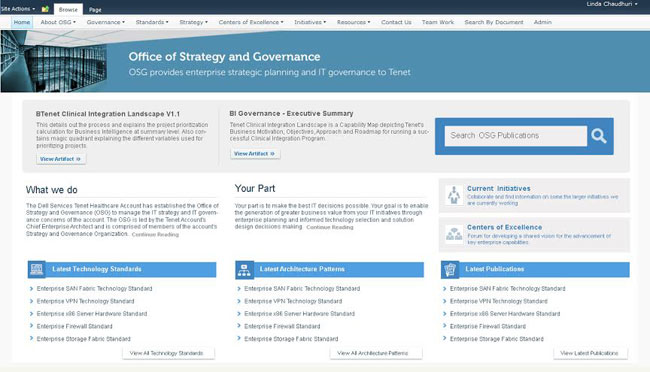 Site Actions
Browse
Page
Linda Chaudhuri
Home
About OSG
Governance
Standards
Strategy
Centers of Excellence
Initiatives
Resources
Contact Us
Team Work
Search By Document
Admin
Office of Strategy and Governance
OSG provides enterprise strategic planning and IT governance to Tenet
BTenet Clinical Integration Landscape V1.1
This details out the process and explains the project prioritization
calculation for Business Intelligence at summary level. Also con-
tains magic quadrant explaining the different variables used for
prioritizing projects.
View Artifact »
BI Governance - Executive Summary
Tenet Clinical Integration Landscape is a Capability Map depicting Tenet's
Business Motivation, Objectives, Approach and Roadmap for running a suc-
cessful Clinical Integration Program.
View Artifact »
Search OSG Publications
What we do
The Dell Services Tenet Healthcare Account has established the Office of
Strategy and Governance (OSG) to manage the IT strategy and IT govern-
ance concerns of the account. The OSG is led by the Tenet Account's
Chief Enterprise Architect and is comprised of members of the account's
Strategy and Governance Organization. Continue Reading
Your Part
Your part is to make the best IT decisions possible. Your goal is to enable
the generation of greater business value from your IT initiatives through
enterprise planning and informed technology selection and solution
design decisions making Continue Reading
Current Initiatives
Collaborate and find information on some the larger initiatives we
are currently working
Centers of Excellence
Forum for developing a shared vision for the advancement of
key enterprise capabilities.
Latest Technology Standards
Enterprise SAN Fabric Technology Standard
Enterprise VPN Technology Standard
Enterprise x86 Server Hardware Standard
Enterprise Firewall Standard
Enterprise Storage Fabric Standard
View All Technology Standards
Latest Architecture Patterns
Enterprise SAN Fabric Technology Standard
Enterprise VPN Technology Standard
Enterprise x86 Server Hardware Standard
Enterprise Firewall Standard
Enterprise Storage Fabric Standard
View All Architecture Patterns
Latest Publications
Enterprise SAN Fabric Technology Standard
Enterprise VPN Technology Standard
Enterprise x86 Server Hardware Standard
Enterprise Firewall Standard
Enterprise Storage Fabric Standard
View Latest Publications